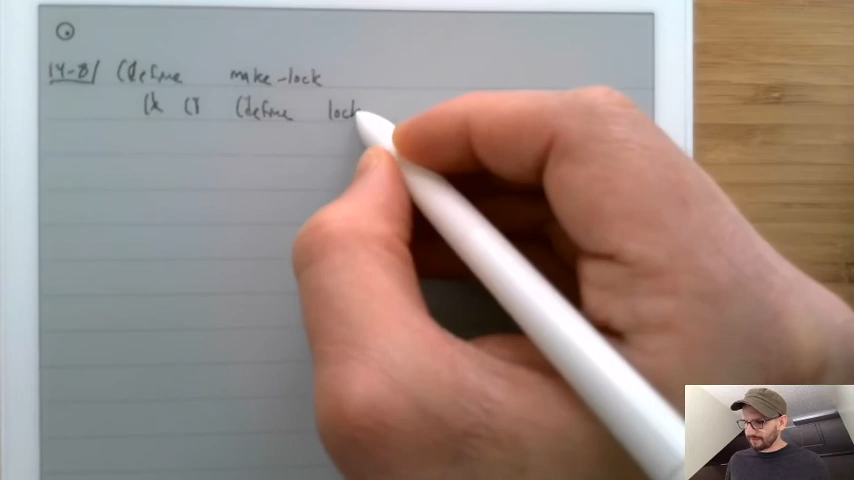 14-8/ (define make-lock
(λ () (define lock